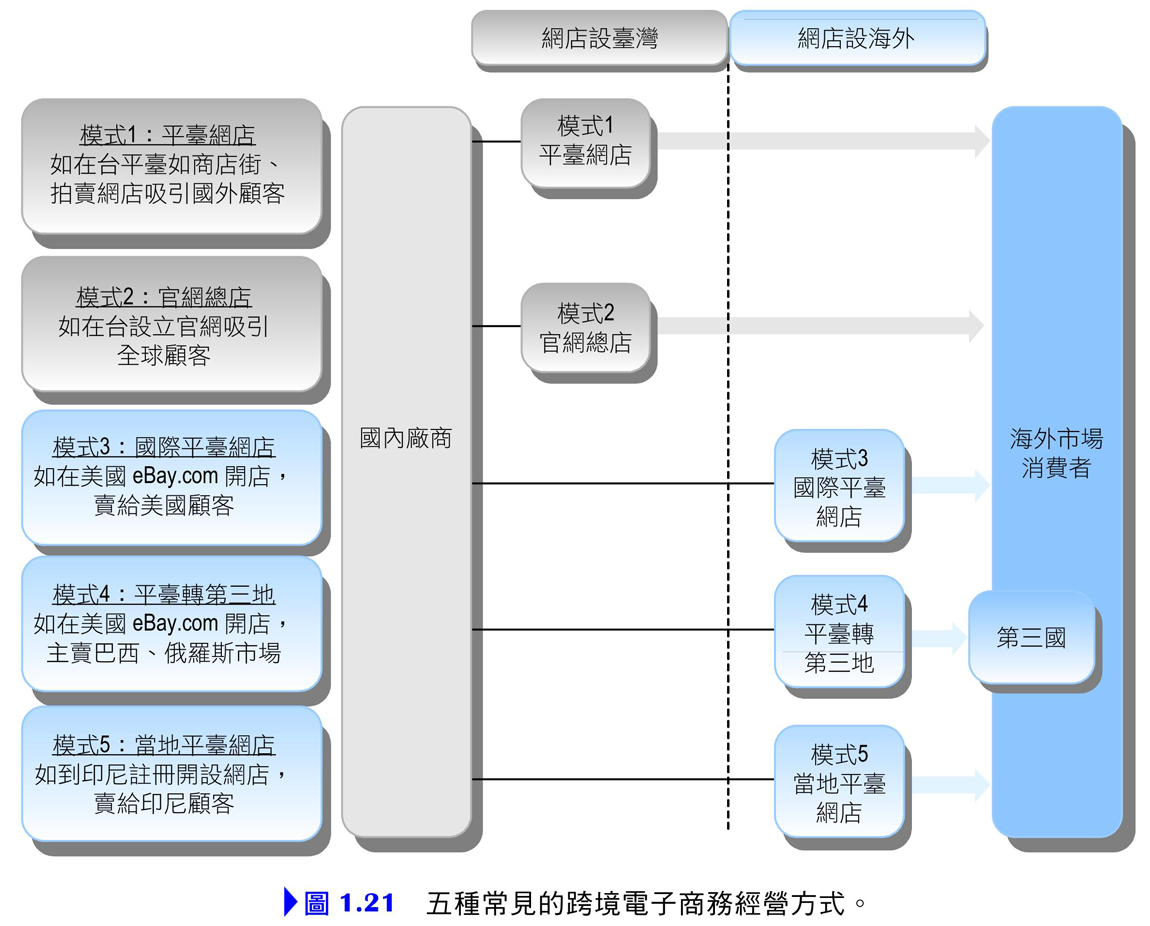 網店設臺灣
網店設海外
模式1：平臺網店
如在台平臺如商店街、
拍賣網店吸引國外顧客
模式2：官網總店
如在台設立官網吸引
全球顧客
模式3：國際平臺網店
如在美國 eBay.com 開店，
賣給美國顧客
模式4：平臺轉第三地
如在美國 eBay.com 開店，
主賣巴西、俄羅斯市場
模式5：當地平臺網店
如到印尼註冊開設網店，
賣給印尼顧客
國內廠商
模式1
平臺網店
模式2
官網總店
模式3
國際平臺
網店
模式4
平臺轉
第三地
模式5
當地平臺
網店
海外市場
消費者
第三國
圖 1.21 五種常見的跨境電子商務經營方式。